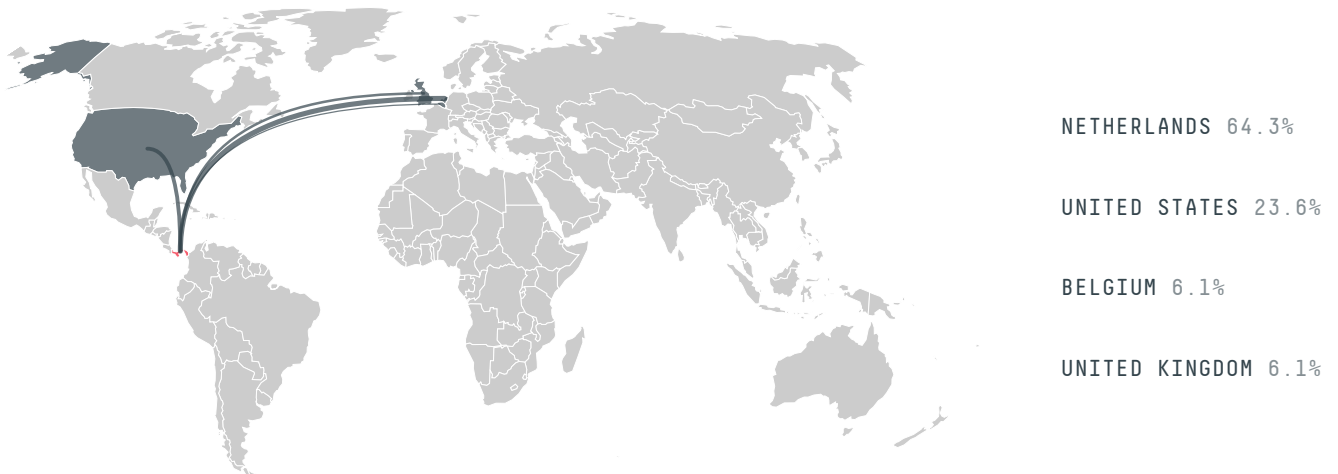 NETHERLANDS 64.3%
UNITED STATES 23.6%
BELGIUM 6.1%
UNITED KINGDOM 6.1%